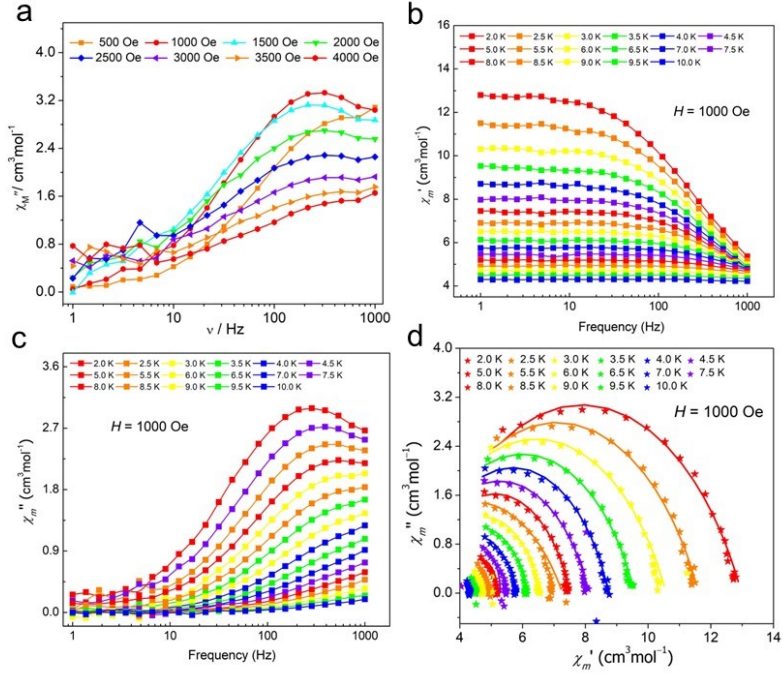 a
500 Oe 1000 Oe 1500 Oe 2000 Oe
2500 Oe 3000 Oe 3500 Oe 4000 Oe
4.0
3.2
2.4
1.6
0.8
0.0
χM''/ cm³mol⁻¹
1 10 100 1000
ν / Hz
b
2.0 K 2.5 K 3.0 K 3.5 K 4.0 K 4.5 K
5.0 K 5.5 K 6.0 K 6.5 K 7.0 K 7.5 K
8.0 K 8.5 K 9.0 K 9.5 K 10.0 K
H = 1000 Oe
18
16
14
12
10
8
6
4
χm' (cm³mol⁻¹)
1 10 100 1000
Frequency (Hz)
c
2.0 K 2.5 K 3.0 K 3.5 K 4.0 K 4.5 K
5.0 K 5.5 K 6.0 K 6.5 K 7.0 K 7.5 K
8.0 K 8.5 K 9.0 K 9.5 K 10.0 K
H = 1000 Oe
3.6
2.7
1.8
0.9
0.0
χm'' (cm³mol⁻¹)
1 10 100 1000
Frequency (Hz)
d
2.0 K 2.5 K 3.0 K 3.5 K 4.0 K 4.5 K
5.0 K 5.5 K 6.0 K 6.5 K 7.0 K 7.5 K
8.0 K 8.5 K 9.0 K 9.5 K 10.0 K
H = 1000 Oe
4.0
3.2
2.4
1.6
0.8
0.0
χm'' (cm³mol⁻¹)
4 6 8 10 12 14
χm' (cm³mol⁻¹)